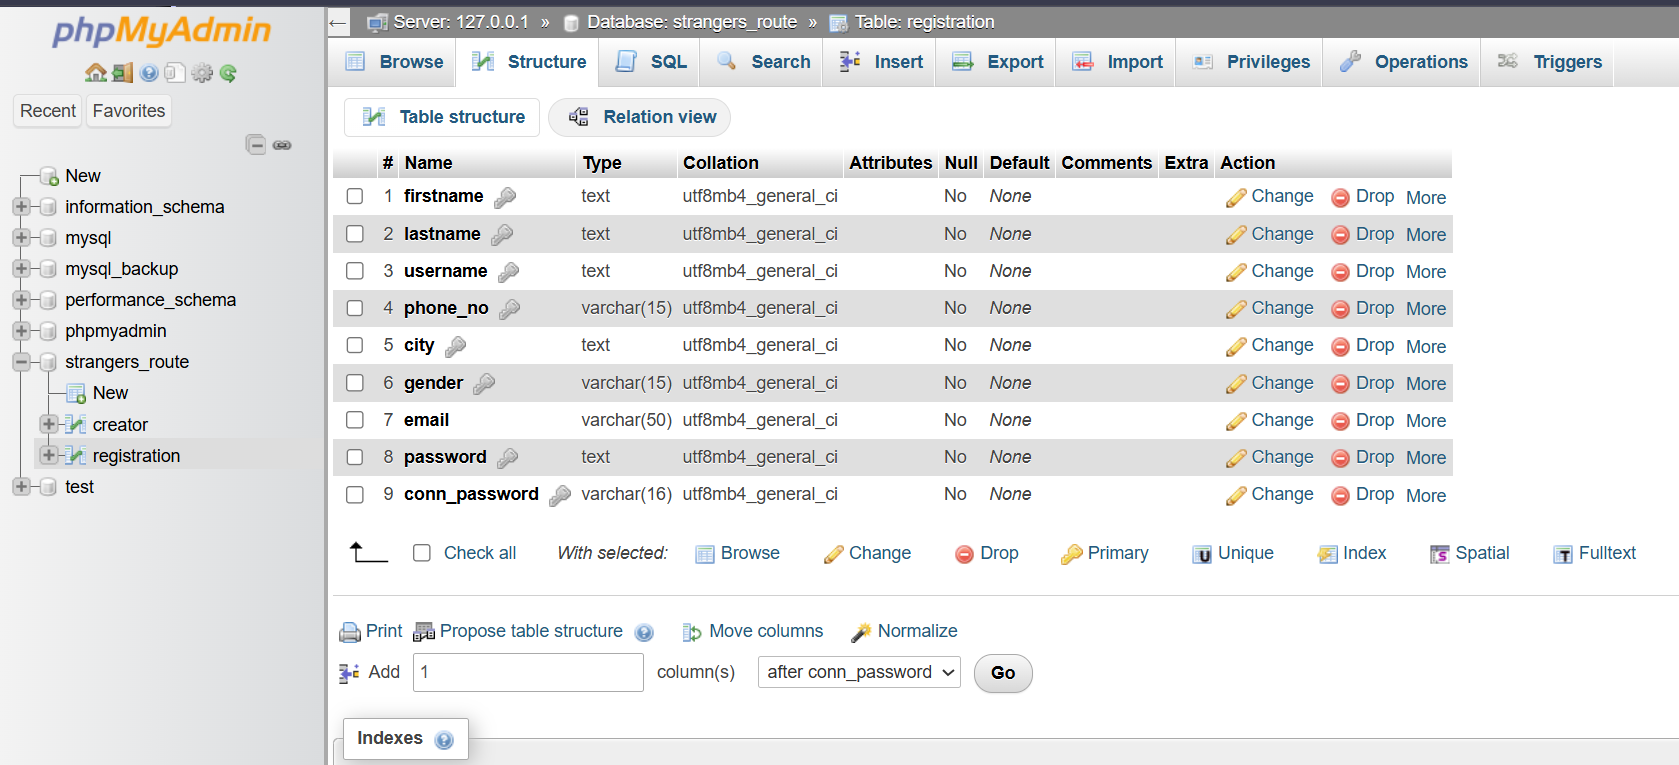 phpMyAdmin
Recent Favorites
New
information_schema
mysql
mysql_backup
performance_schema
phpmyadmin
strangers_route
New
creator
registration
test
Server: 127.0.0.1 » Database: strangers_route » Table: registration
Browse Structure SQL Search Insert Export Import Privileges Operations Triggers
Table structure Relation view
# Name Type Collation Attributes Null Default Comments Extra Action
1 firstname text utf8mb4_general_ci No None Change Drop More
2 lastname text utf8mb4_general_ci No None Change Drop More
3 username text utf8mb4_general_ci No None Change Drop More
4 phone_no varchar(15) utf8mb4_general_ci No None Change Drop More
5 city text utf8mb4_general_ci No None Change Drop More
6 gender varchar(15) utf8mb4_general_ci No None Change Drop More
7 email varchar(50) utf8mb4_general_ci No None Change Drop More
8 password text utf8mb4_general_ci No None Change Drop More
9 conn_password varchar(16) utf8mb4_general_ci No None Change Drop More
Check all With selected: Browse Change Drop Primary Unique Index Spatial Fulltext
Print Propose table structure Move columns Normalize
Add 1 column(s) after conn_password Go
Indexes